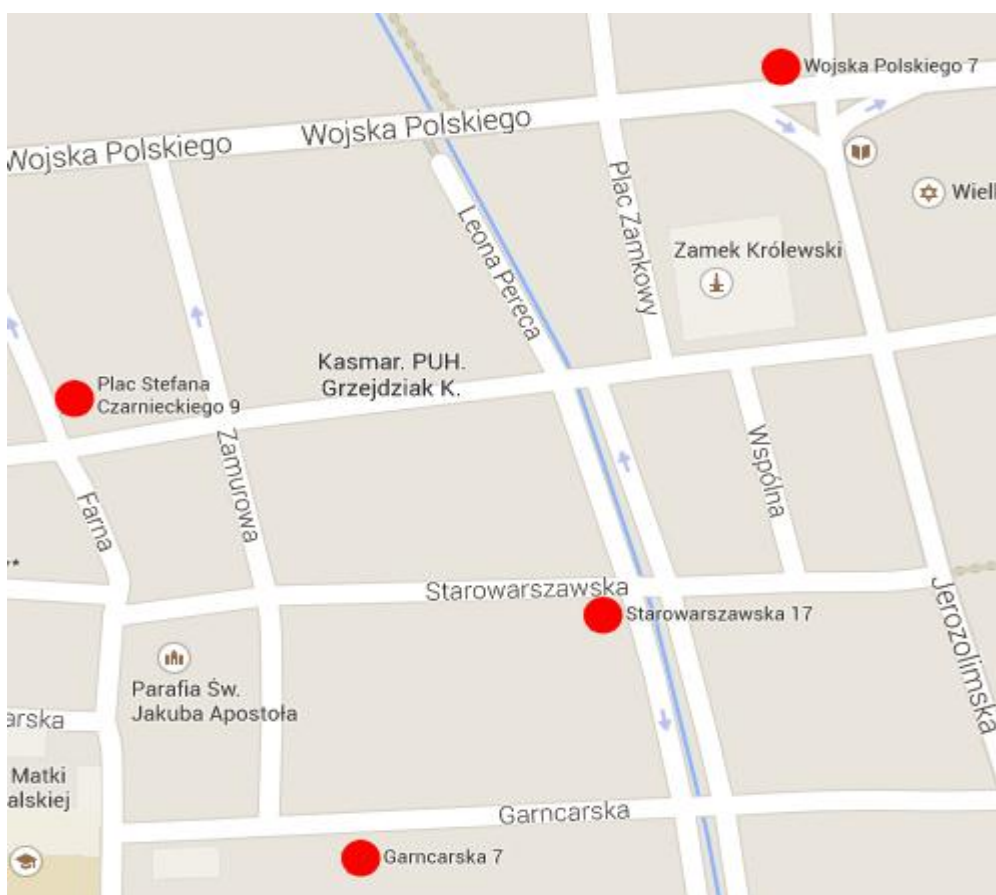 Wojska Polskiego 7
Wojska Polskiego
Wojska Polskiego
Plac Zamkowy
Leona Pereca
Zamek Królewski
Kasmar. PUH.
Grzejdziak K.
Plac Stefana
Czarnieckiego 9
Zamurowa
Wspólna
Farna
**
Starowarszawska
Starowarszawska 17
Jerozolimska
Parafia Św.
Jakuba Apostoła
arska
Matki
alskiej
Garncarska
Garncarska 7